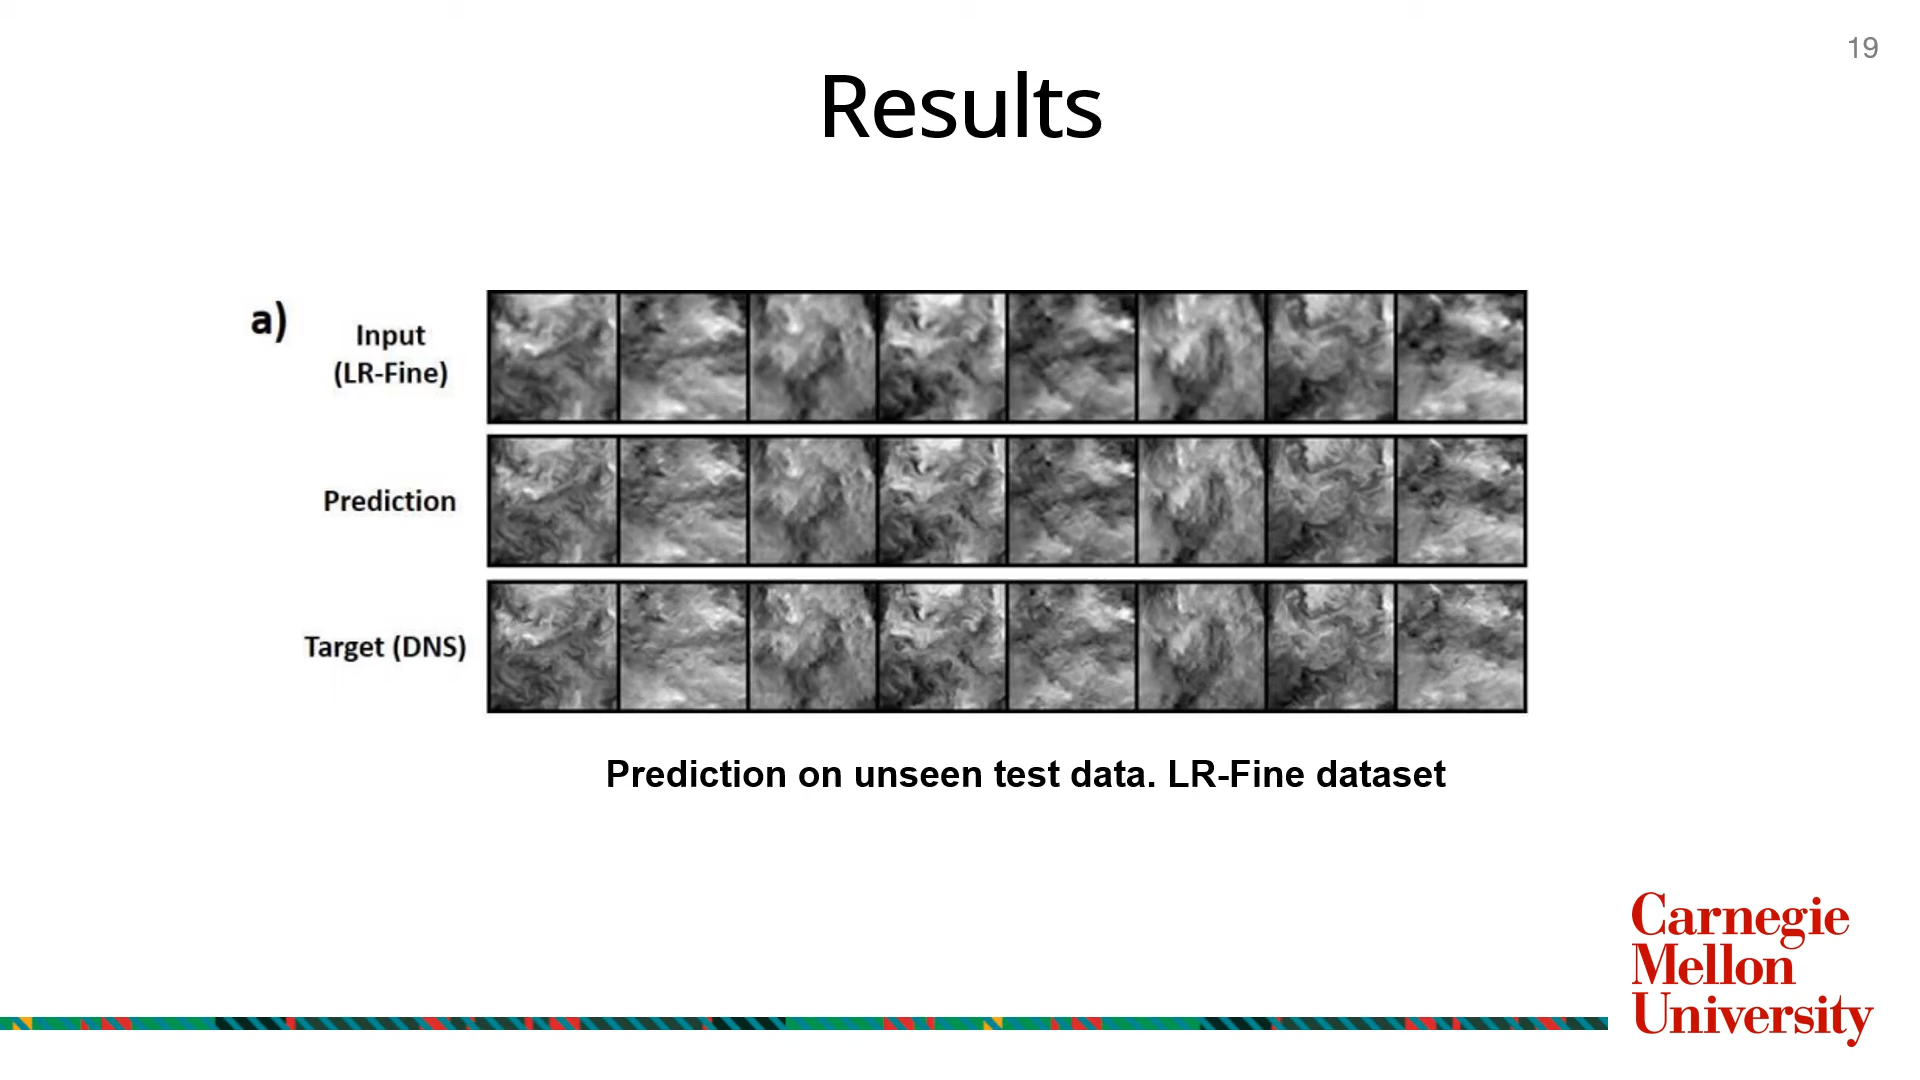 19
Results
a)
Input
(LR-Fine)
Prediction
Target (DNS)
Prediction on unseen test data. LR-Fine dataset
Carnegie
Mellon
University